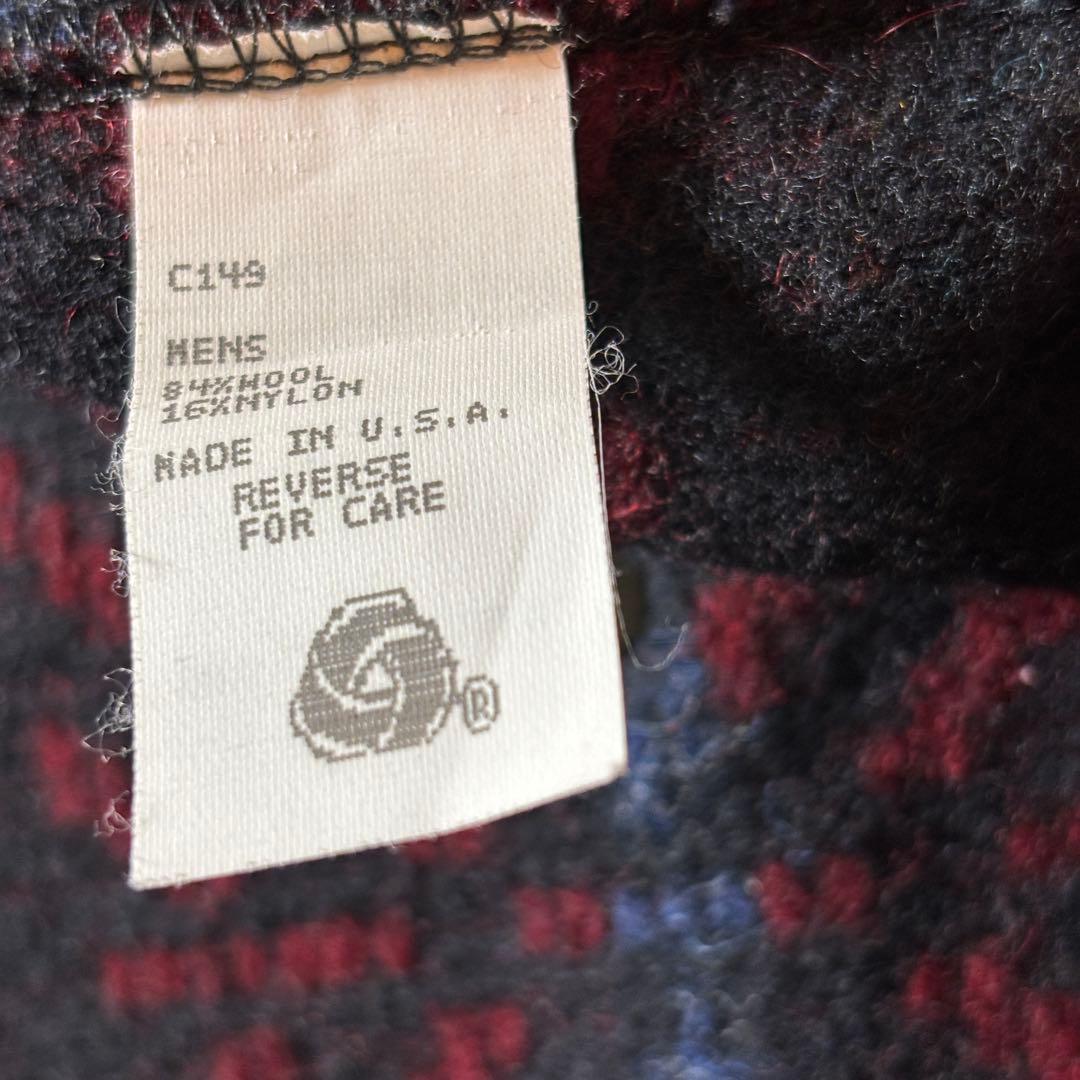 C149
MENS
84%WOOL
16%NYLON
MADE IN U.S.A.
REVERSE
FOR CARE
®